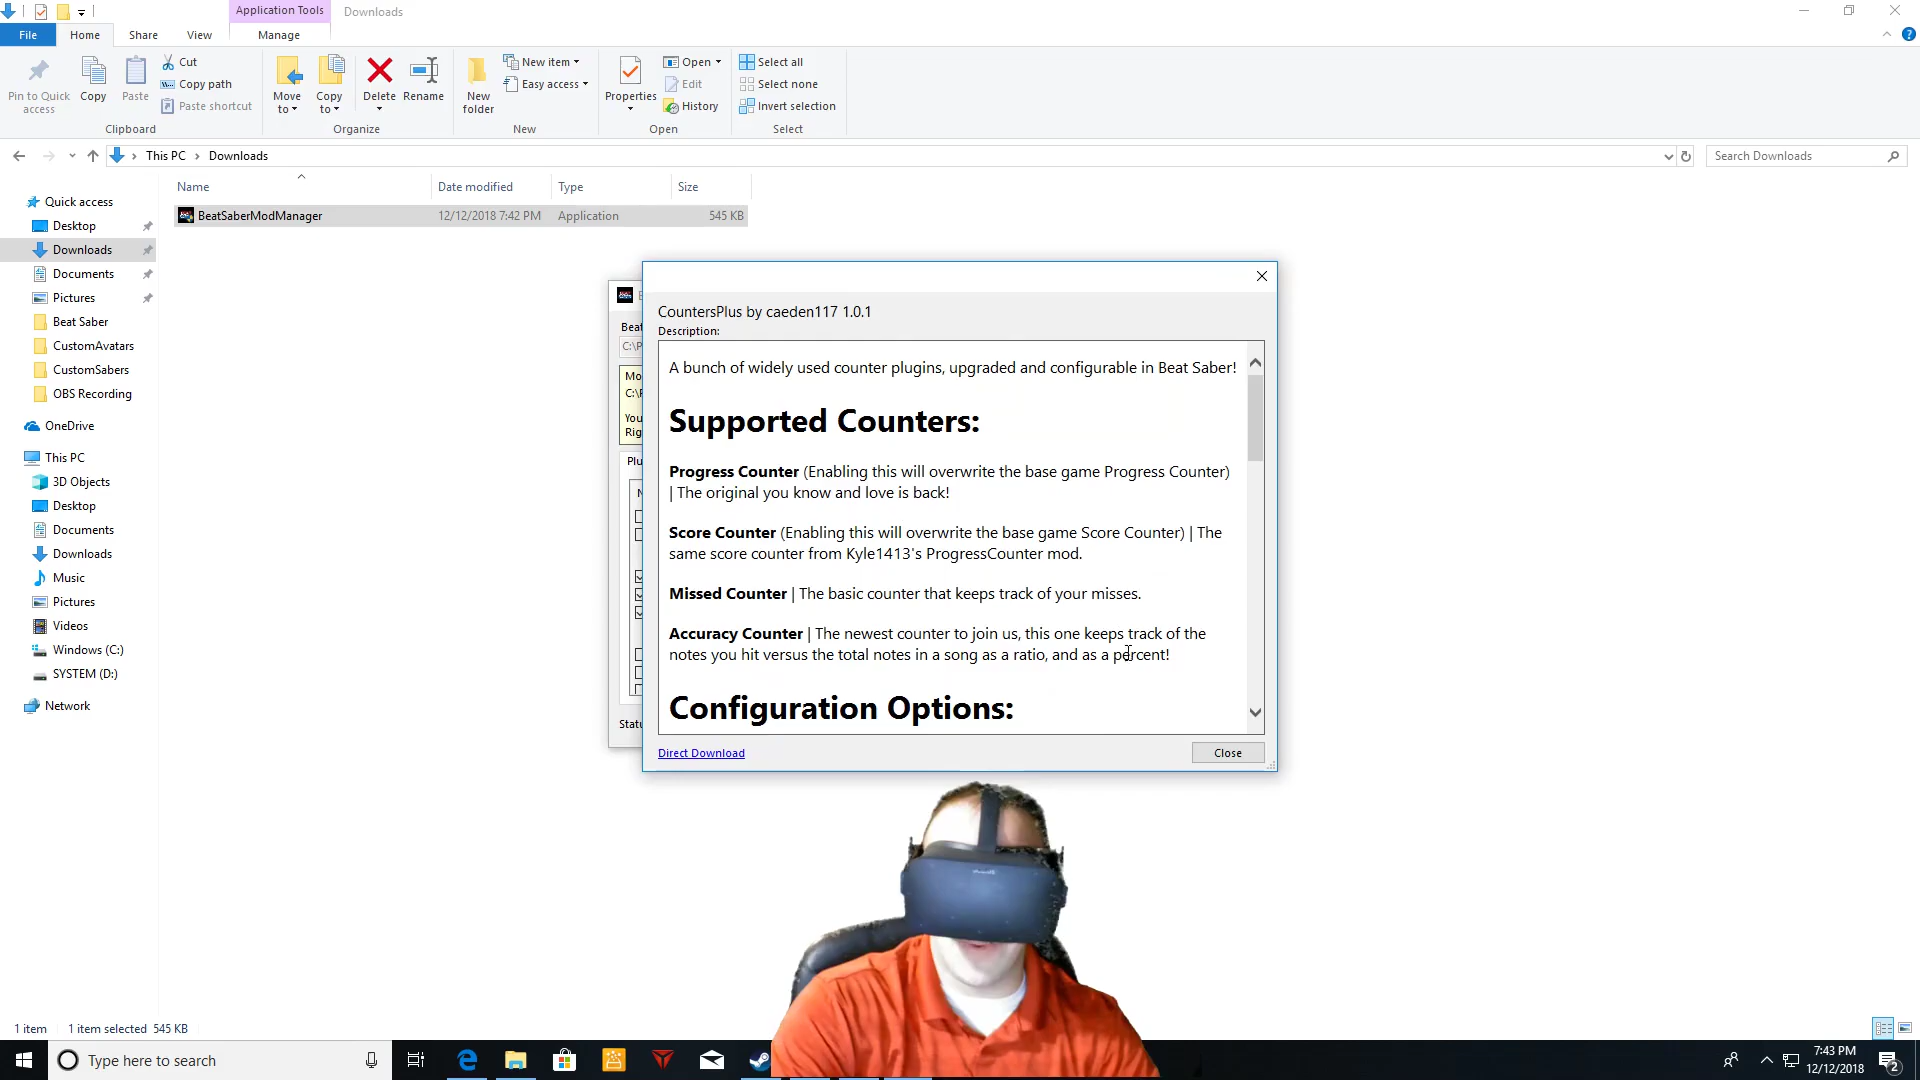 Application Tools
Downloads
File
Home
Share
View
Manage
Pin to Quick access
Copy
Paste
Cut
Copy path
Paste shortcut
Clipboard
Move to
Copy to
Delete
Rename
Organize
New folder
New item
Easy access
New
Properties
Open
Edit
History
Open
Select all
Select none
Invert selection
Select
This PC
Downloads
Search Downloads
Name
Date modified
Type
Size
BeatSaberModManager
12/12/2018 7:42 PM
Application
545 KB
Quick access
Desktop
Downloads
Documents
Pictures
Beat Saber
CustomAvatars
CustomSabers
OBS Recording
OneDrive
This PC
3D Objects
Desktop
Documents
Downloads
Music
Pictures
Videos
Windows (C:)
SYSTEM (D:)
Network
Beat
C:\P
Mo
You
Rig
Plu
Statu
CountersPlus by caeden117 1.0.1
Description:
A bunch of widely used counter plugins, upgraded and configurable in Beat Saber!
Supported Counters:
Progress Counter (Enabling this will overwrite the base game Progress Counter)
| The original you know and love is back!
Score Counter (Enabling this will overwrite the base game Score Counter) | The
same score counter from Kyle1413's ProgressCounter mod.
Missed Counter | The basic counter that keeps track of your misses.
Accuracy Counter | The newest counter to join us, this one keeps track of the
notes you hit versus the total notes in a song as a ratio, and as a percent!
Configuration Options:
Direct Download
Close
1 item
1 item selected 545 KB
Type here to search
7:43 PM
12/12/2018
2